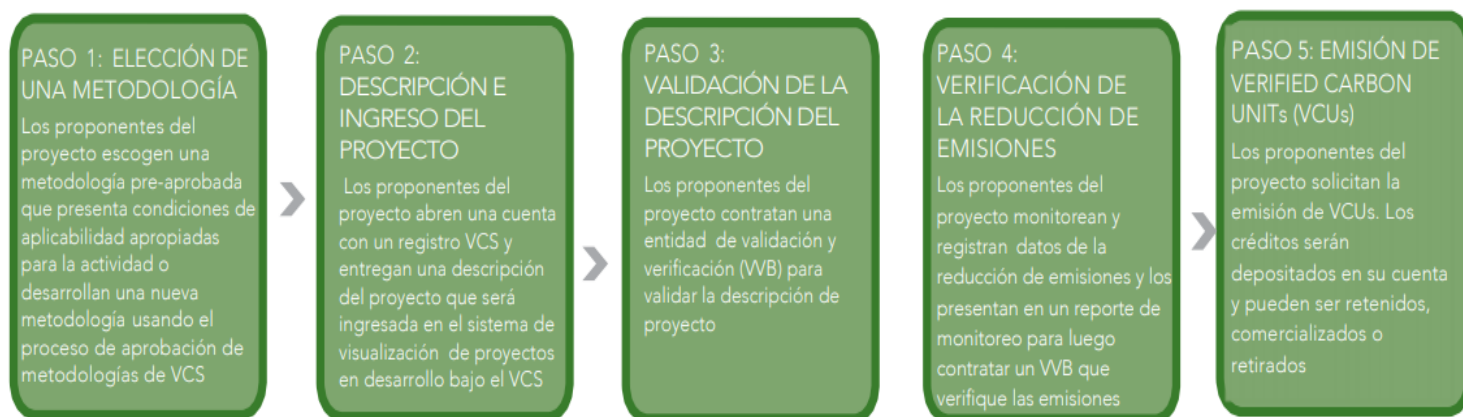 PASO 1: ELECCIÓN DE
UNA METODOLOGÍA
Los proponentes del
proyecto escogen una
metodología pre-aprobada
que presenta condiciones de
aplicabilidad apropiadas
para la actividad o
desarrollan una nueva
metodología usando el
proceso de aprobación de
metodologías de VCS
PASO 2:
DESCRIPCIÓN E
INGRESO DEL
PROYECTO
Los proponentes del
proyecto abren una cuenta
con un registro VCS y
entregan una descripción
del proyecto que será
ingresada en el sistema de
visualización de proyectos
en desarrollo bajo el VCS
PASO 3:
VALIDACIÓN DE LA
DESCRIPCIÓN DEL
PROYECTO
Los proponentes del
proyecto contratan una
entidad de validación y
verificación (VVB) para
validar la descripción de
proyecto
PASO 4:
VERIFICACIÓN DE
LA REDUCCIÓN DE
EMISIONES
Los proponentes del
proyecto monitorean y
registran datos de la
reducción de emisiones y los
presentan en un reporte de
monitoreo para luego
contratar un VVB que
verifique las emisiones
PASO 5: EMISIÓN DE
VERIFIED CARBON
UNITs (VCUs)
Los proponentes del
proyecto solicitan la
emisión de VCUs. Los
créditos serán
depositados en su cuenta
y pueden ser retenidos,
comercializados o
retirados